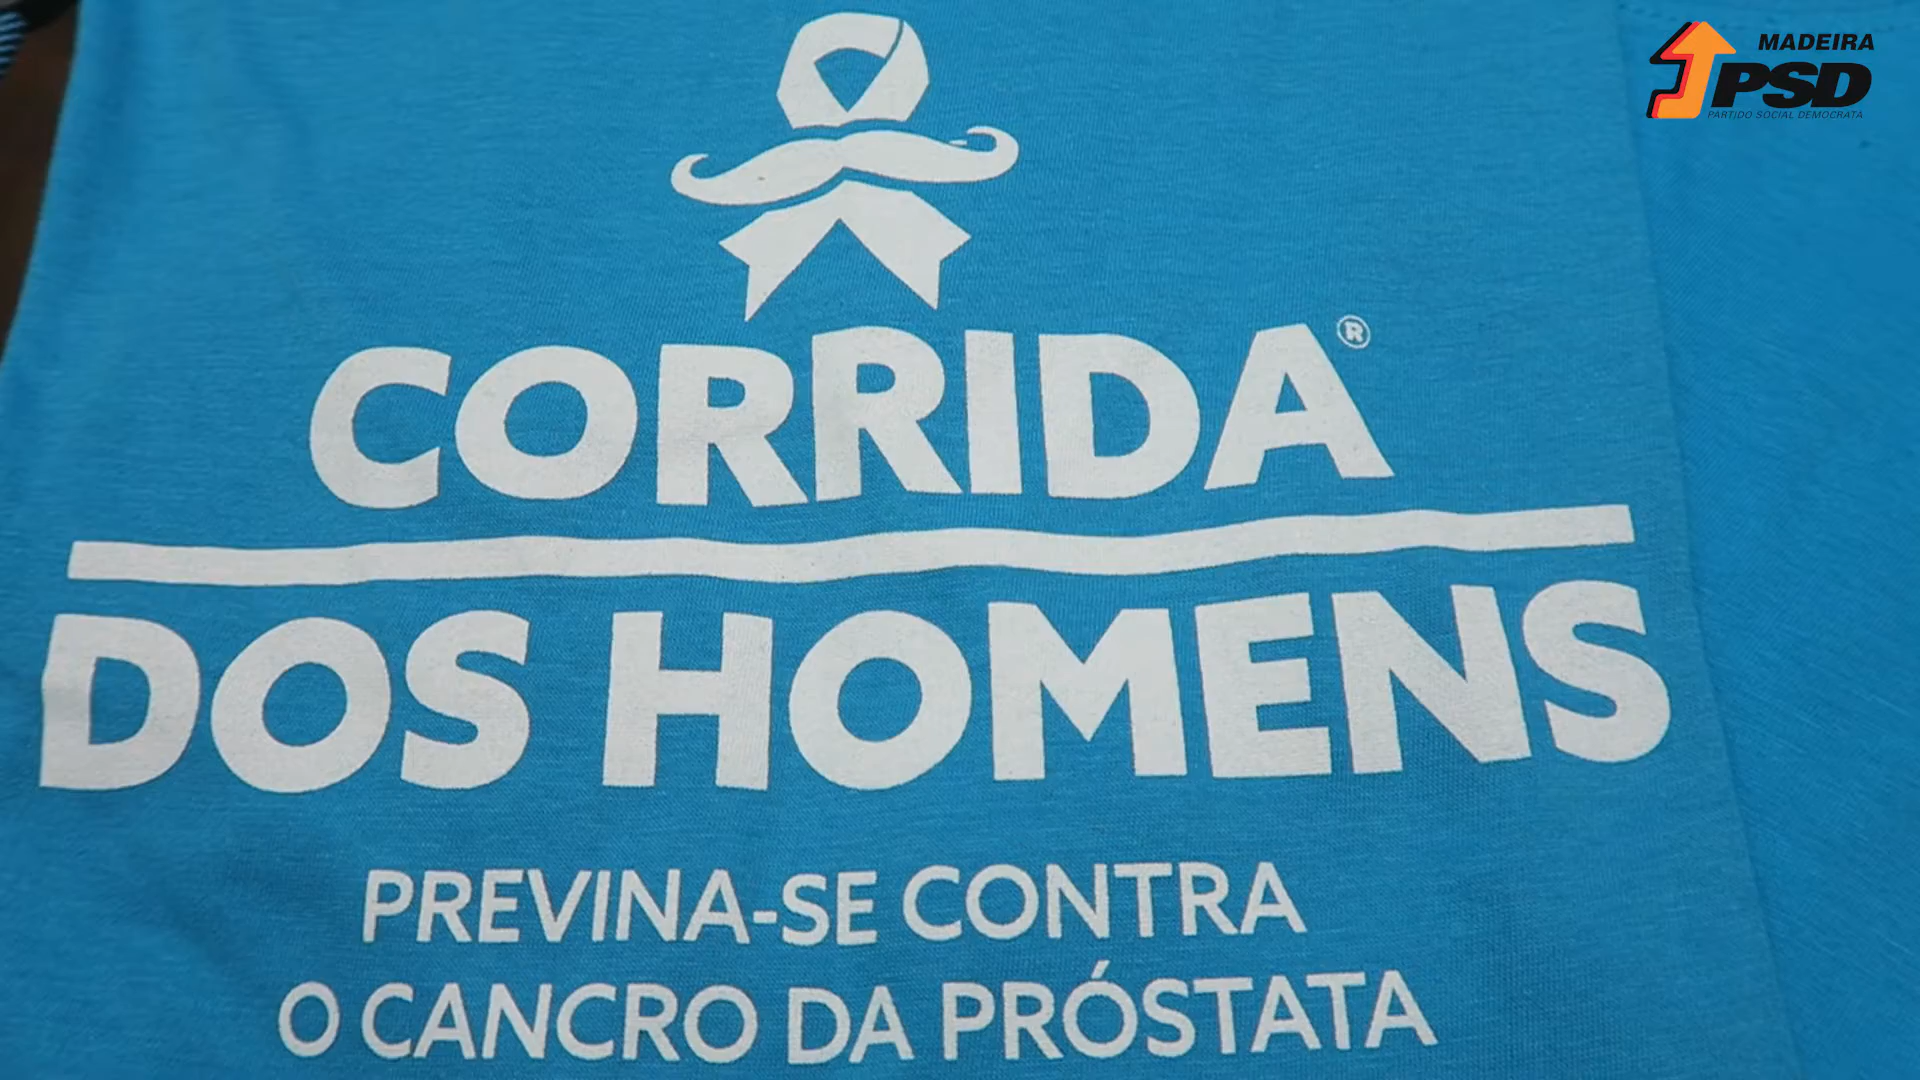 MADEIRA
PSD
PARTIDO SOCIAL DEMOCRATA
CORRIDA®
DOS HOMENS
PREVINA-SE CONTRA
O CANCRO DA PRÓSTATA